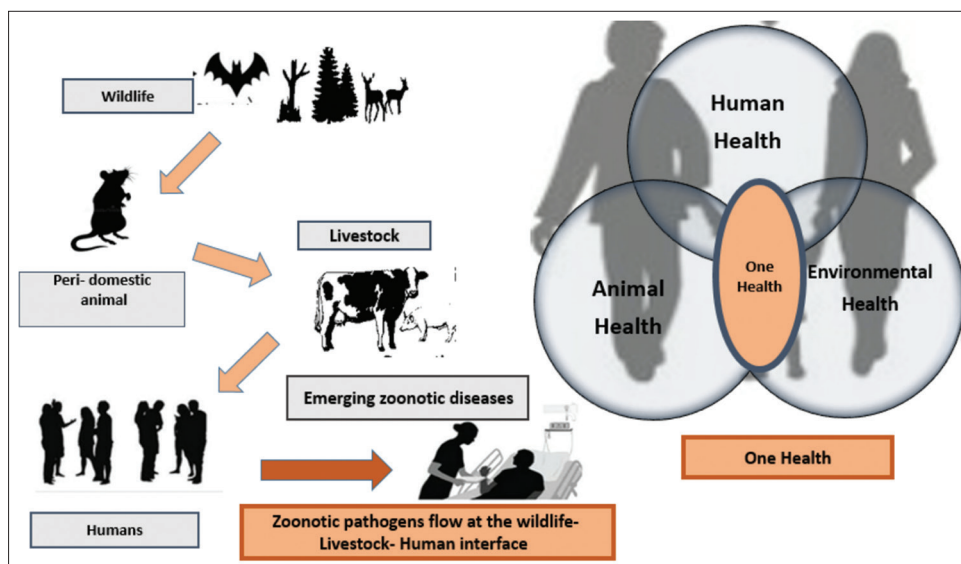 Wildlife
Peri- domestic
animal
Livestock
Emerging zoonotic diseases
Humans
Zoonotic pathogens flow at the wildlife-
Livestock- Human interface
Human
Health
Animal
Health
One
Health
Environmental
Health
One Health